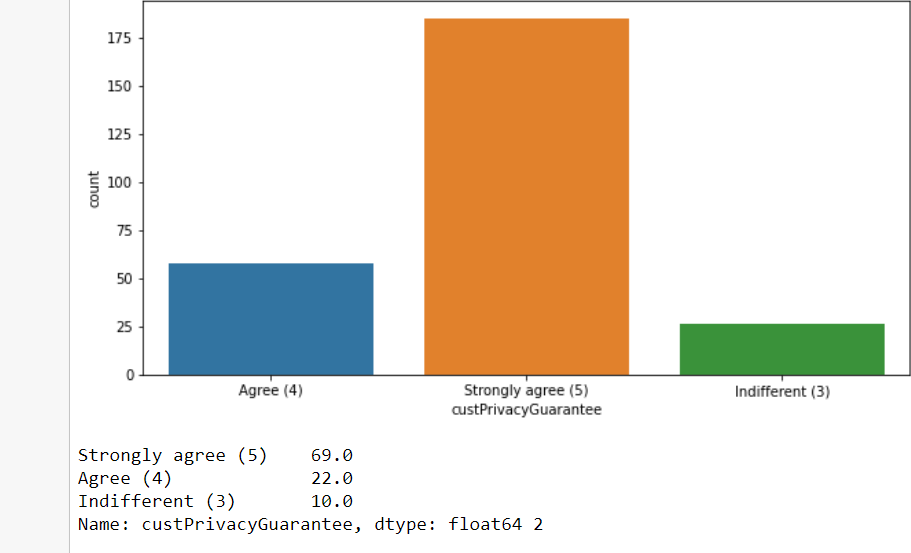 175
150
125
100
75
50
25
0
count
Agree (4) Strongly agree (5) Indifferent (3)
custPrivacyGuarantee
Strongly agree (5) 69.0
Agree (4) 22.0
Indifferent (3) 10.0
Name: custPrivacyGuarantee, dtype: float64 2